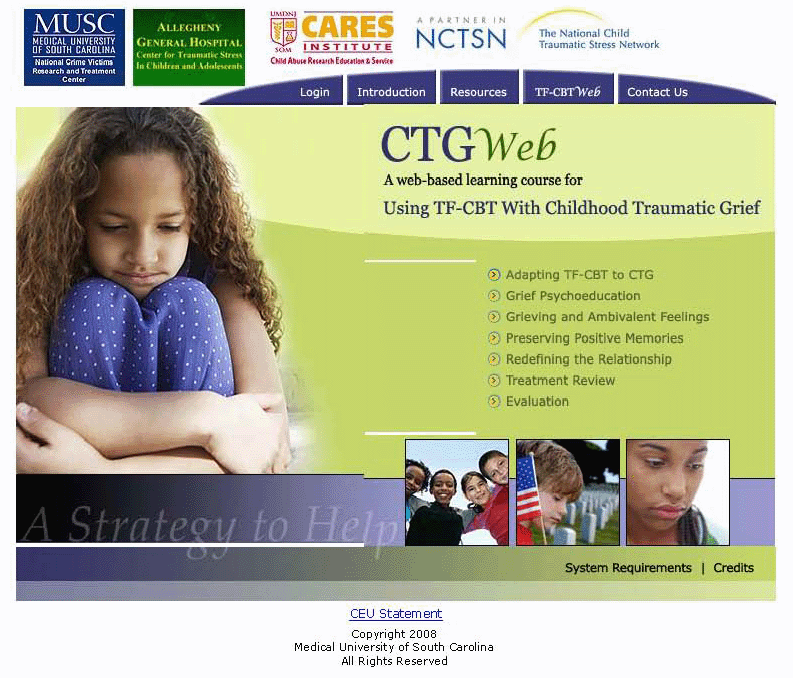 MUSC
MEDICAL UNIVERSITY
OF SOUTH CAROLINA
National Crime Victims
Research and Treatment
Center
ALLEGHENY
GENERAL HOSPITAL
Center for Traumatic Stress
In Children and Adolescents
UMDNJ
SOM
CARES
INSTITUTE
Child Abuse Research Education & Service
A PARTNER IN
NCTSN
The National Child
Traumatic Stress Network
Login
Introduction
Resources
TF-CBTWeb
Contact Us
CTGWeb
A web-based learning course for
Using TF-CBT With Childhood Traumatic Grief
Adapting TF-CBT to CTG
Grief Psychoeducation
Grieving and Ambivalent Feelings
Preserving Positive Memories
Redefining the Relationship
Treatment Review
Evaluation
A Strategy to Help
System Requirements | Credits
CEU Statement
Copyright 2008
Medical University of South Carolina
All Rights Reserved